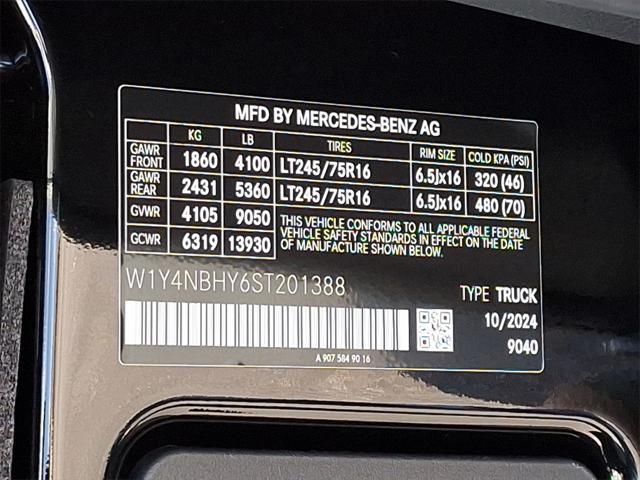 MFD BY MERCEDES-BENZ AG
KG LB TIRES RIM SIZE COLD KPA (PSI)
GAWR FRONT 1860 4100 LT245/75R16 6.5Jx16 320 (46)
GAWR REAR 2431 5360 LT245/75R16 6.5Jx16 480 (70)
GVWR 4105 9050
GCWR 6319 13930
THIS VEHICLE CONFORMS TO ALL APPLICABLE FEDERAL
VEHICLE SAFETY STANDARDS IN EFFECT ON THE DATE
OF MANUFACTURE SHOWN BELOW.
W1Y4NBHY6ST201388
TYPE TRUCK
10/2024
9040
A 907 584 90 16